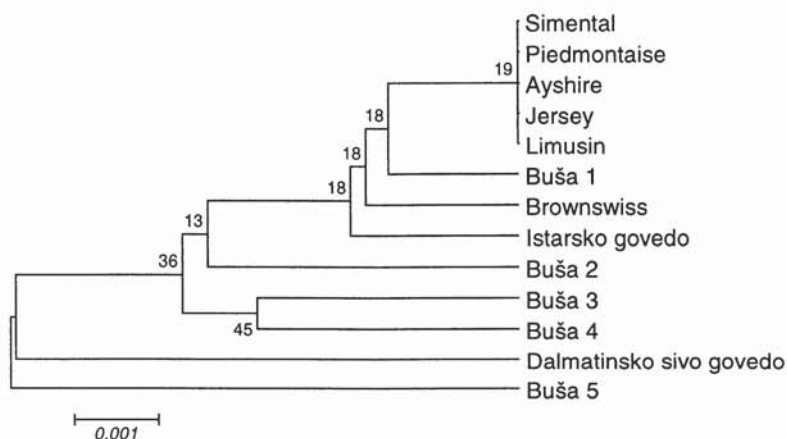 Simental
Piedmontaise
19
Ayshire
Jersey
18
Limusin
18
Buša 1
18
Brownswiss
13
Istarsko govedo
36
Buša 2
Buša 3
45
Buša 4
Dalmatinsko sivo govedo
Buša 5
0.001